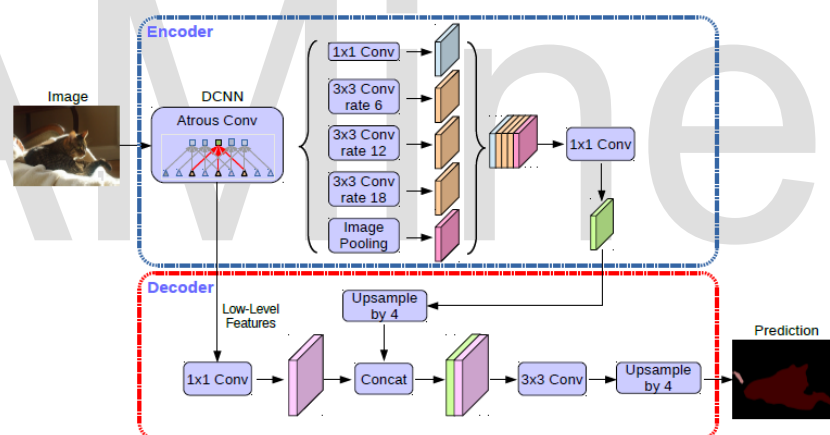 Encoder
Image
DCNN
Atrous Conv
1x1 Conv
3x3 Conv
rate 6
3x3 Conv
rate 12
3x3 Conv
rate 18
Image
Pooling
1x1 Conv
Decoder
Low-Level
Features
Upsample
by 4
1x1 Conv
Concat
3x3 Conv
Upsample
by 4
Prediction
AMine